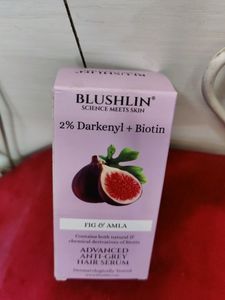 BLUSHLIN®
SCIENCE MEETS SKIN
2% Darkenyl + Biotin
FIG & AMLA
Contains both natural &
chemical derivatives of Biotin
ADVANCED
ANTI-GREY
HAIR SERUM
Dermatologically Tested